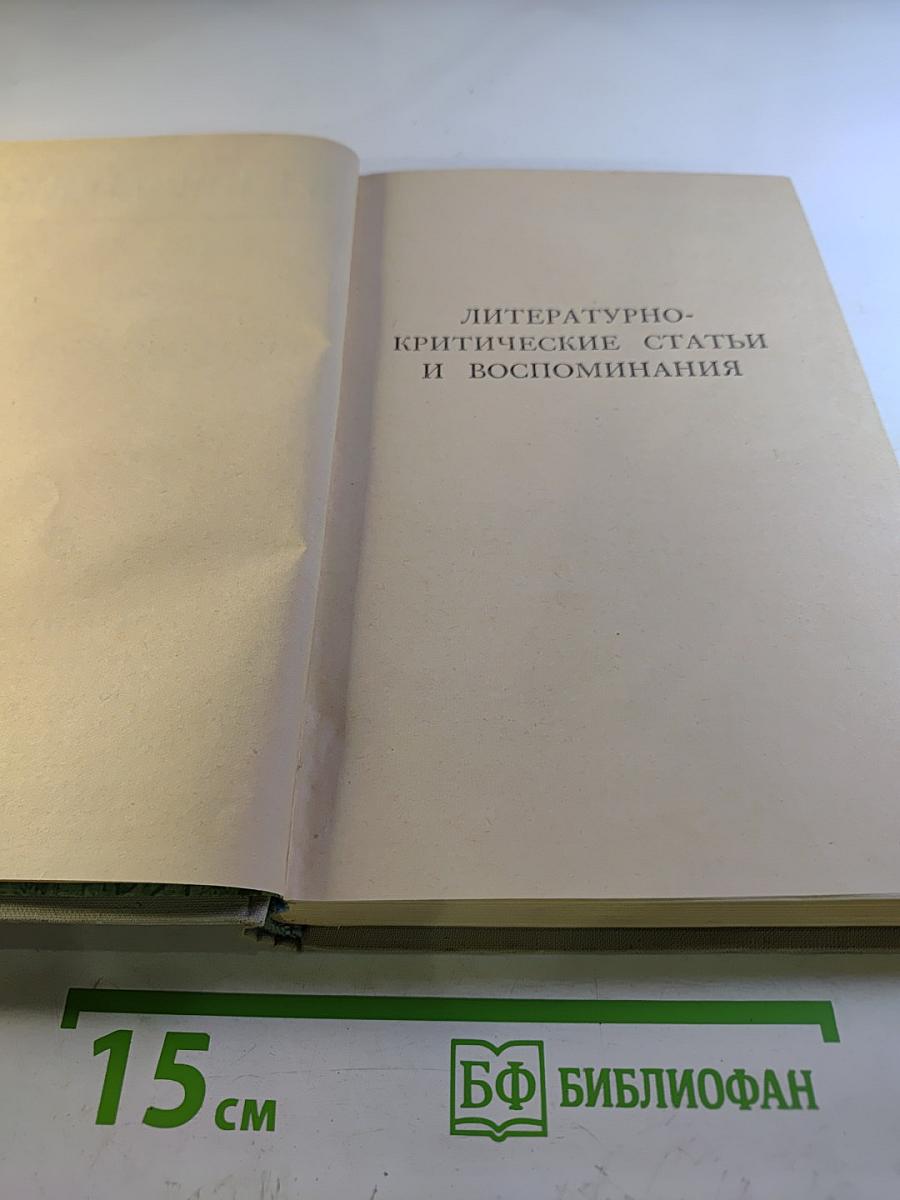 ЛИТЕРАТУРНО-
КРИТИЧЕСКИЕ СТАТЬИ
И ВОСПОМИНАНИЯ
15 СМ
БФ БИБЛИОФАН